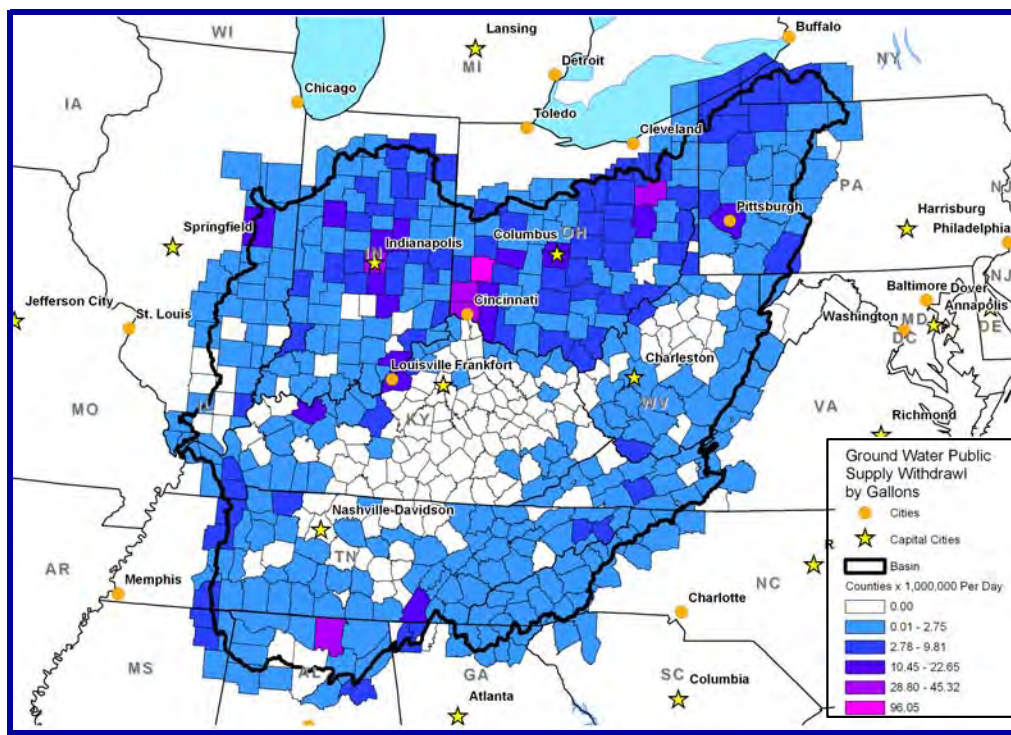 Buffalo
Lansing
WI
MI
NY
Detroit
IA
Chicago
Toledo
Cleveland
PA
NJ
Pittsburgh
Harrisburg
Springfield
Columbus
OH
Philadelphia
Indianapolis
IN
NJ
Jefferson City
Cincinnati
Baltimore
Dover
St. Louis
MD
Annapolis
Washington
DC
DE
Louisville
Frankfort
Charleston
MO
IL
KY
WV
VA
Richmond
Nashville-Davidson
TN
R
AR
Memphis
NC
Charlotte
MS
AL
GA
SC
Columbia
Atlanta
Ground Water Public
Supply Withdrawl
by Gallons
Cities
Capital Cities
Basin
Counties x 1,000,000 Per Day
0.00
0.01 - 2.75
2.78 - 9.81
10.45 - 22.65
28.80 - 45.32
96.05